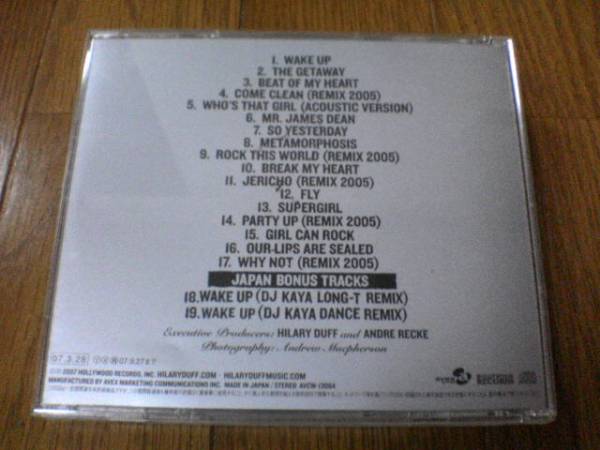 1. WAKE UP
2. THE GETAWAY
3. BEAT OF MY HEART
4. COME CLEAN (REMIX 2005)
5. WHO'S THAT GIRL (ACOUSTIC VERSION)
6. MR. JAMES DEAN
7. SO YESTERDAY
8. METAMORPHOSIS
9. ROCK THIS WORLD (REMIX 2005)
10. BREAK MY HEART
11. JERICHO (REMIX 2005)
12. FLY
13. SUPERGIRL
14. PARTY UP (REMIX 2005)
15. GIRL CAN ROCK
16. OUR LIPS ARE SEALED
17. WHY NOT (REMIX 2005)
JAPAN BONUS TRACKS
18. WAKE UP (DJ KAYA LONG-T REMIX)
19. WAKE UP (DJ KAYA DANCE REMIX)
Executive Producers: HILARY DUFF and ANDRE RECKE
Photography: Andrew Macpherson
07.3.28 07.9.27まで
2007 HOLLYWOOD RECORDS, INC. HILARYDUFF.COM · HILARYDUFFMUSIC.COM
MANUFACTURED BY AVEX MARKETING COMMUNICATIONS INC. MADE IN JAPAN / STEREO AVCW-13064